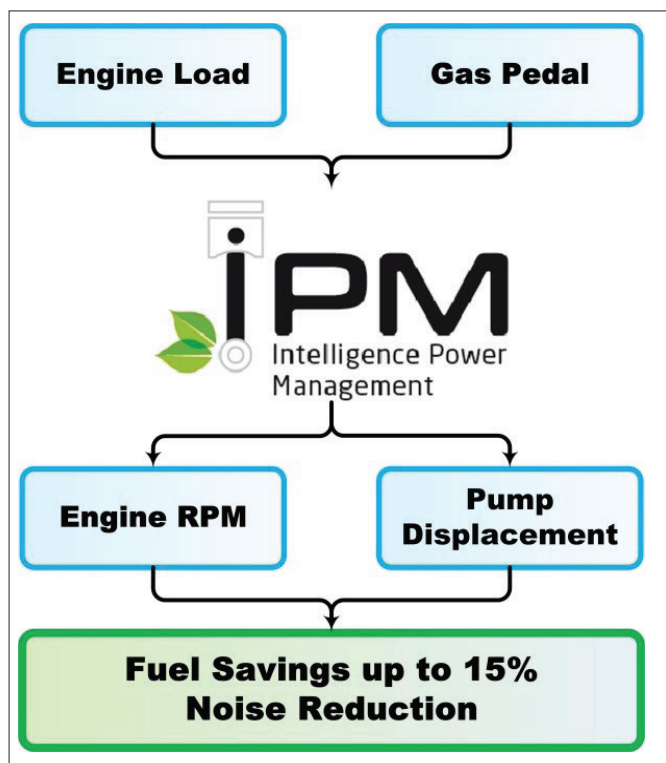 Engine Load
Gas Pedal
iPM
Intelligence Power
Management
Engine RPM
Pump
Displacement
Fuel Savings up to 15%
Noise Reduction